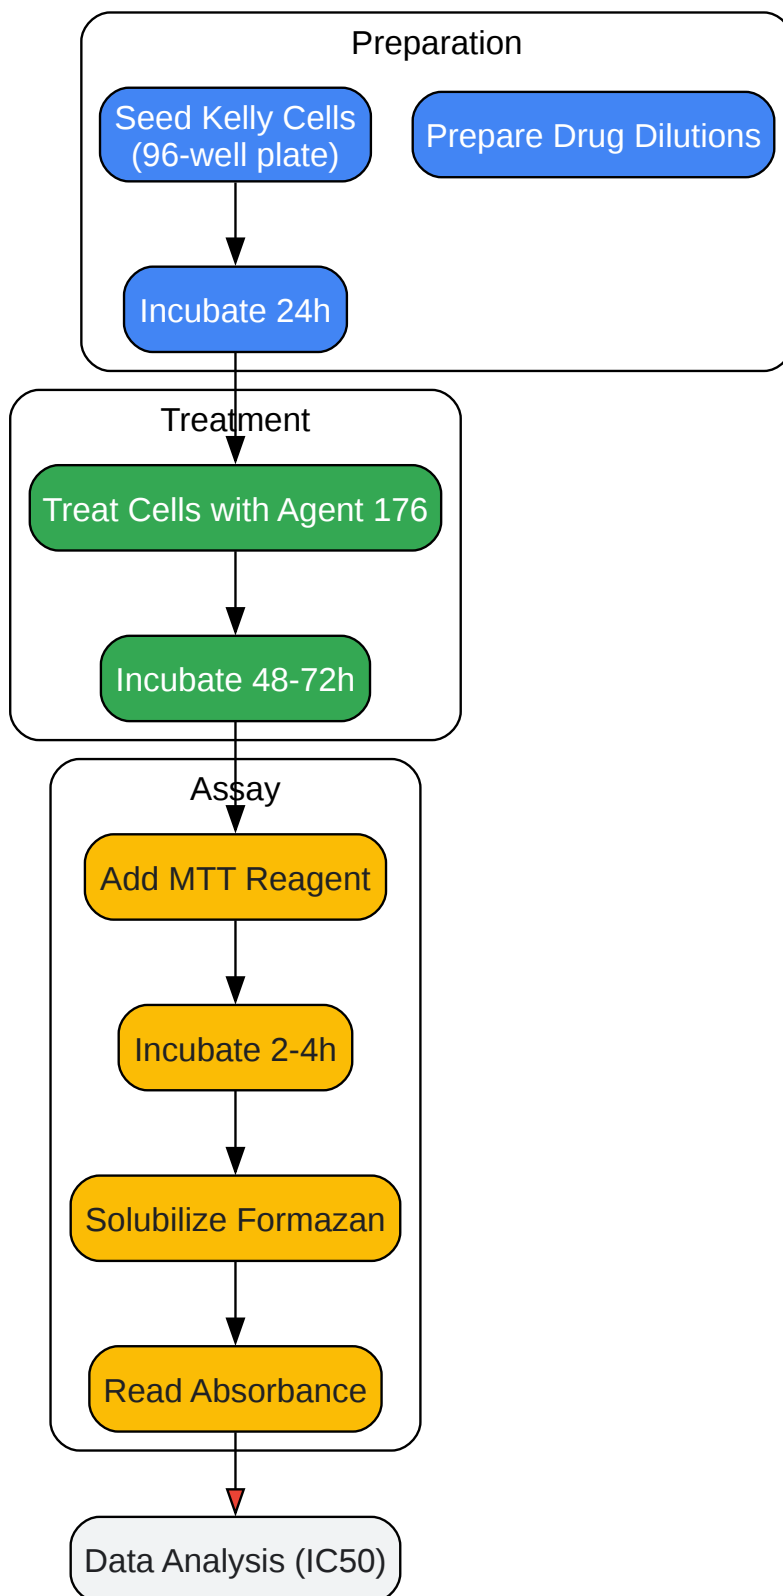 Preparation
Seed Kelly Cells
(96-well plate)
Prepare Drug Dilutions
Incubate 24h
Treatment
Treat Cells with Agent 176
Incubate 48-72h
Assay
Add MTT Reagent
Incubate 2-4h
Solubilize Formazan
Read Absorbance
Data Analysis (IC50)